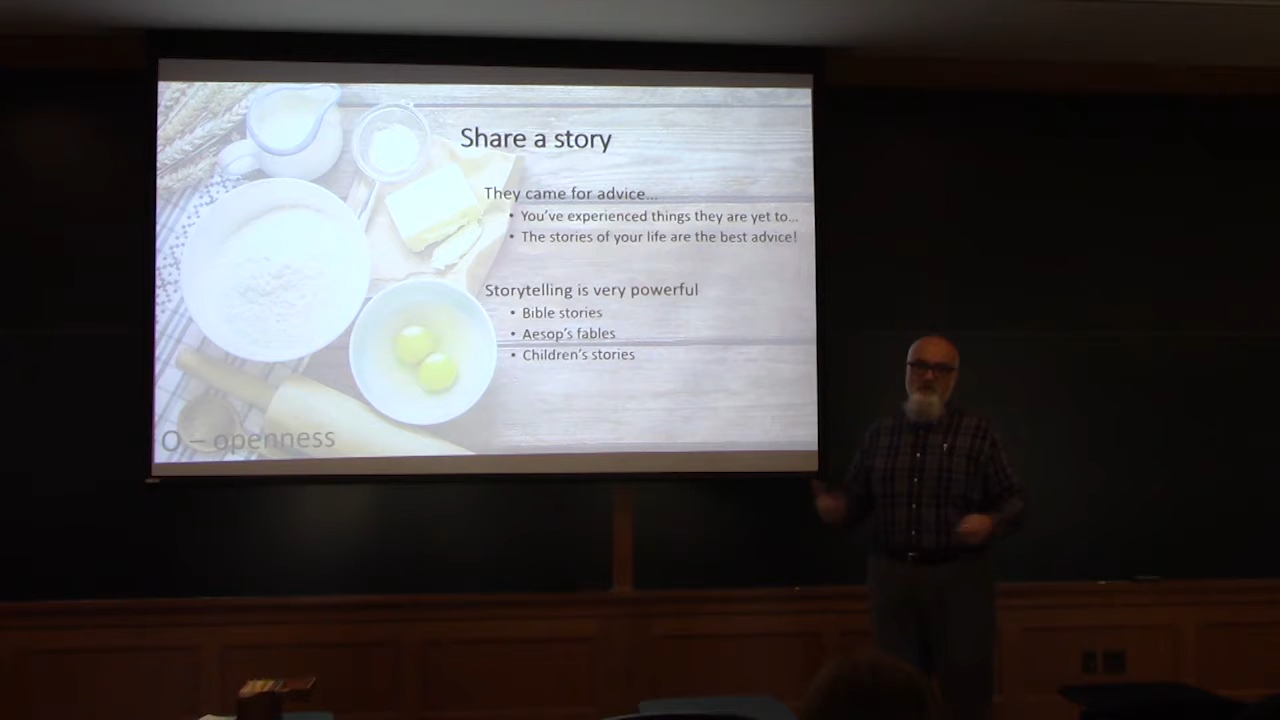 Share a story
They came for advice...
• You've experienced things they are yet to...
• The stories of your life are the best advice!
Storytelling is very powerful
• Bible stories
• Aesop's fables
• Children's stories
O – openness